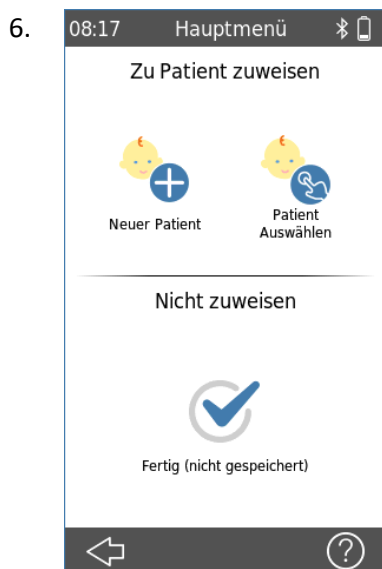 6.
08:17 Hauptmenü
Zu Patient zuweisen
Neuer Patient
Patient
Auswählen
Nicht zuweisen
Fertig (nicht gespeichert)
?